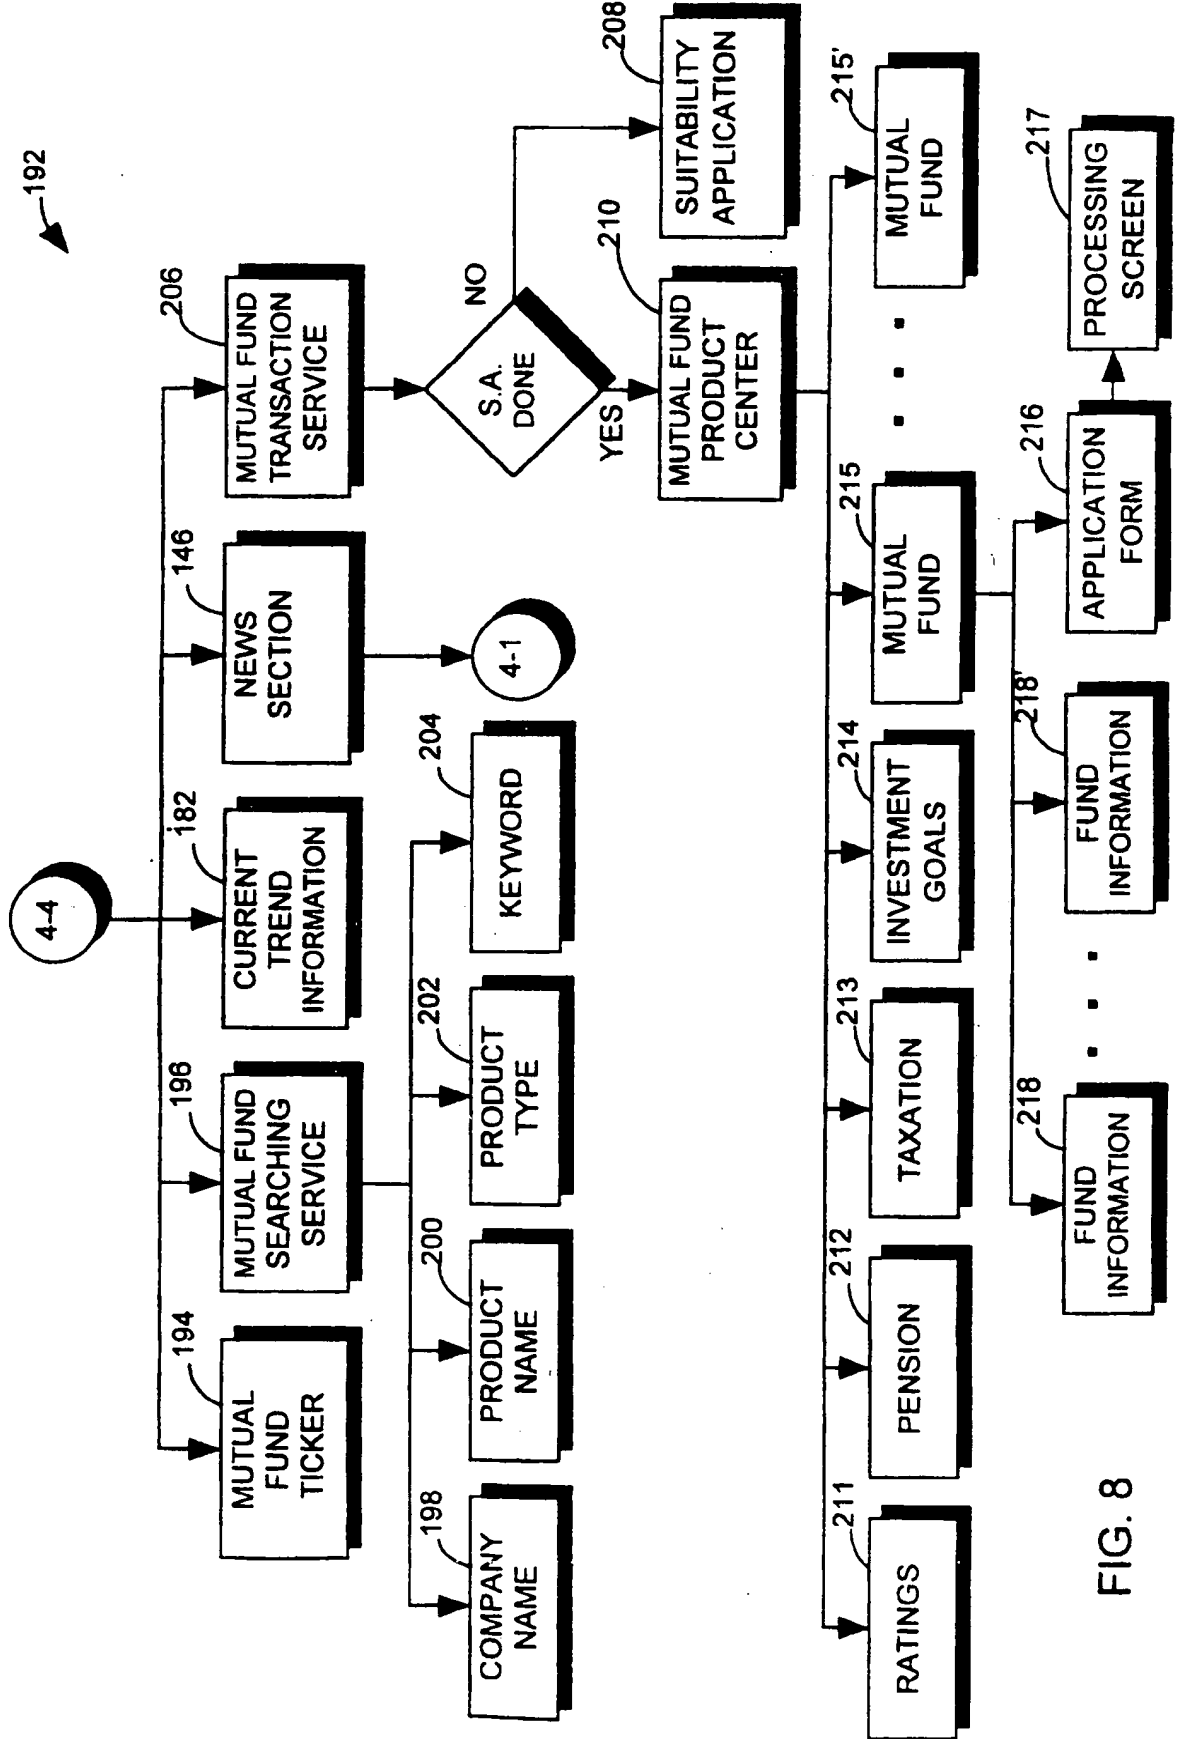 192
4-4
194
MUTUAL
FUND
TICKER
196
MUTUAL FUND
SEARCHING
SERVICE
182
CURRENT
TREND
INFORMATION
146
NEWS
SECTION
206
MUTUAL FUND
TRANSACTION
SERVICE
198
COMPANY
NAME
200
PRODUCT
NAME
202
PRODUCT
TYPE
204
KEYWORD
4-1
S.A.
DONE
NO
YES
208
SUITABILITY
APPLICATION
210
MUTUAL FUND
PRODUCT
CENTER
211
RATINGS
212
PENSION
213
TAXATION
214
INVESTMENT
GOALS
215
MUTUAL
FUND
215'
MUTUAL
FUND
218
FUND
INFORMATION
218'
FUND
INFORMATION
216
APPLICATION
FORM
217
PROCESSING
SCREEN
FIG. 8